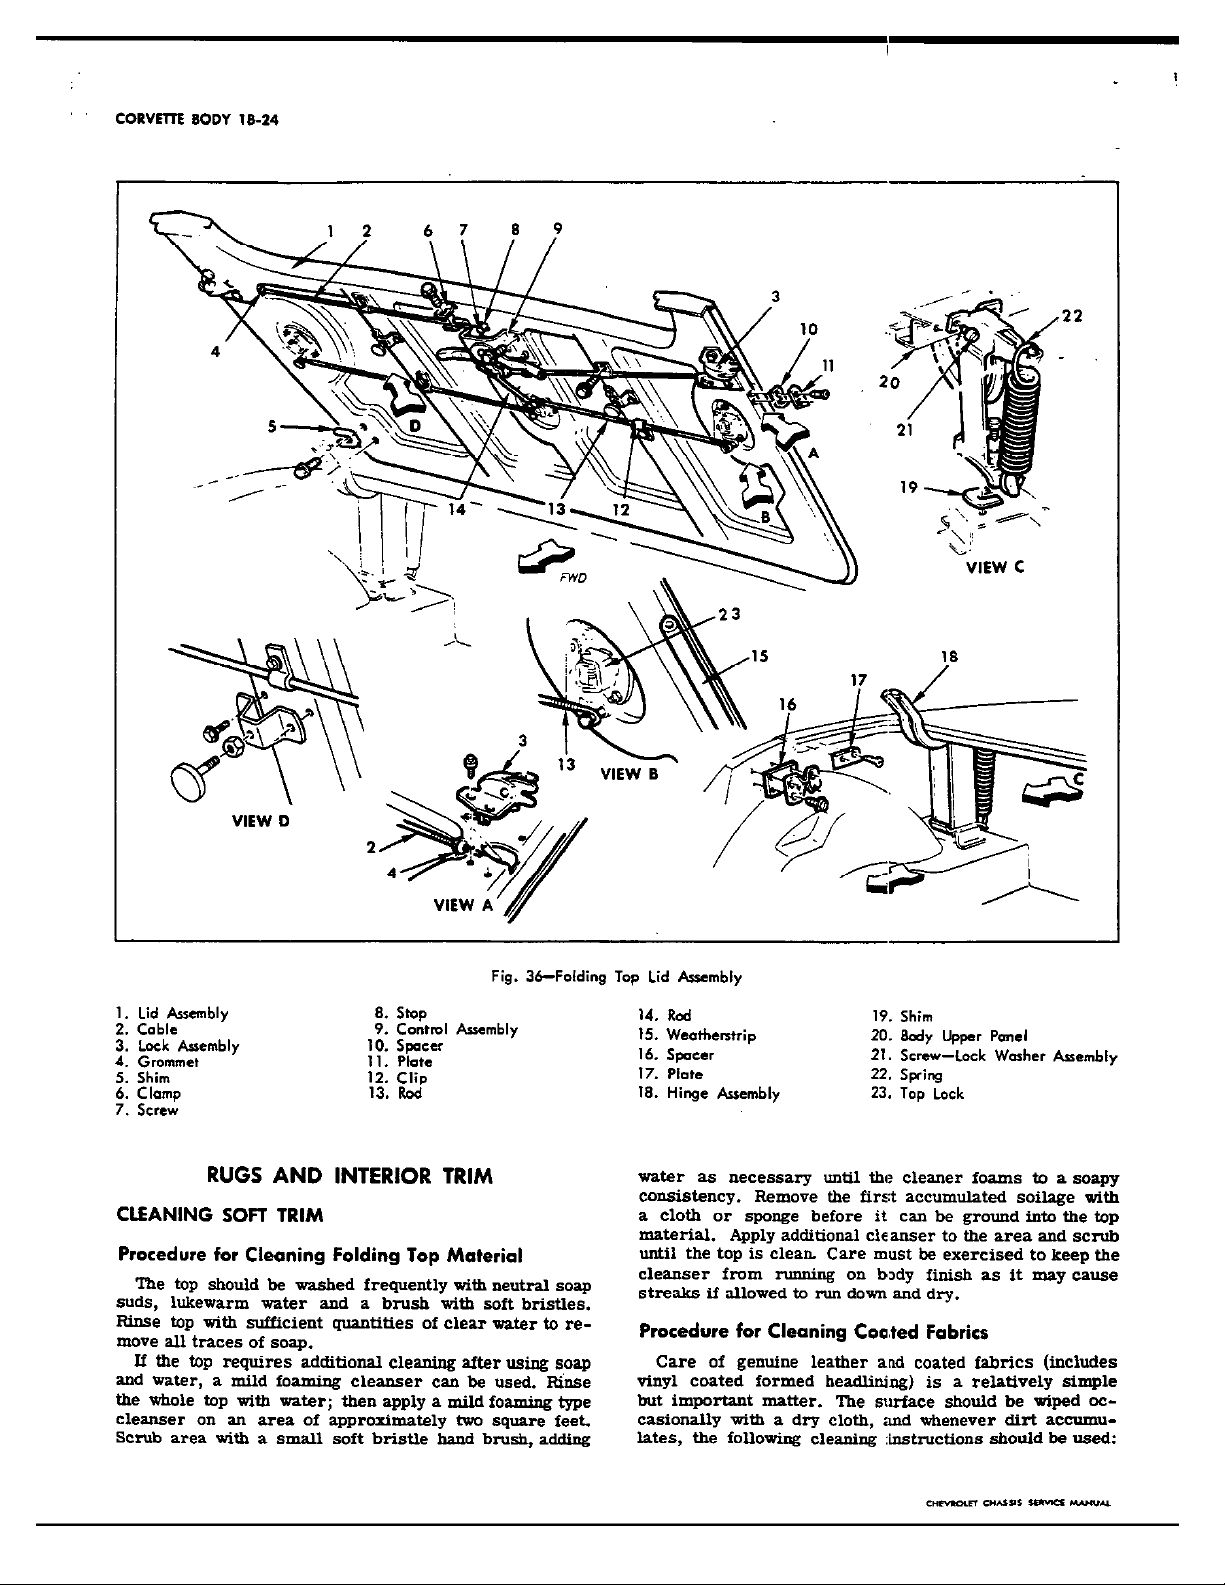 CORVETTE BODY 18-24
1 2 6 7 8 9
3
10
11
4
5
D
A
B
14 13 12
FWD
22
20
21
19
VIEW C
23
15
13
VIEW B
VIEW D
3
2
4
VIEW A
16
17
18
C
Fig. 36—Folding Top Lid Assembly
1. Lid Assembly
2. Cable
3. Lock Assembly
4. Grommet
5. Shim
6. Clamp
7. Screw
8. Stop
9. Control Assembly
10. Spacer
11. Plate
12. Clip
13. Rod
14. Rod
15. Weatherstrip
16. Spacer
17. Plate
18. Hinge Assembly
19. Shim
20. Body Upper Panel
21. Screw—Lock Washer Assembly
22. Spring
23. Top Lock
RUGS AND INTERIOR TRIM
CLEANING SOFT TRIM
Procedure for Cleaning Folding Top Material
The top should be washed frequently with neutral soap
suds, lukewarm water and a brush with soft bristles.
Rinse top with sufficient quantities of clear water to re-
move all traces of soap.
If the top requires additional cleaning after using soap
and water, a mild foaming cleanser can be used. Rinse
the whole top with water; then apply a mild foaming type
cleanser on an area of approximately two square feet.
Scrub area with a small soft bristle hand brush, adding
water as necessary until the cleaner foams to a soapy
consistency. Remove the first accumulated soilage with
a cloth or sponge before it can be ground into the top
material. Apply additional cleanser to the area and scrub
until the top is clean. Care must be exercised to keep the
cleanser from running on body finish as it may cause
streaks if allowed to run down and dry.
Procedure for Cleaning Coated Fabrics
Care of genuine leather and coated fabrics (includes
vinyl coated formed headlining) is a relatively simple
but important matter. The surface should be wiped oc-
casionally with a dry cloth, and whenever dirt accumu-
lates, the following cleaning instructions should be used:
CHEVROLET CHASSIS SERVICE MANUAL